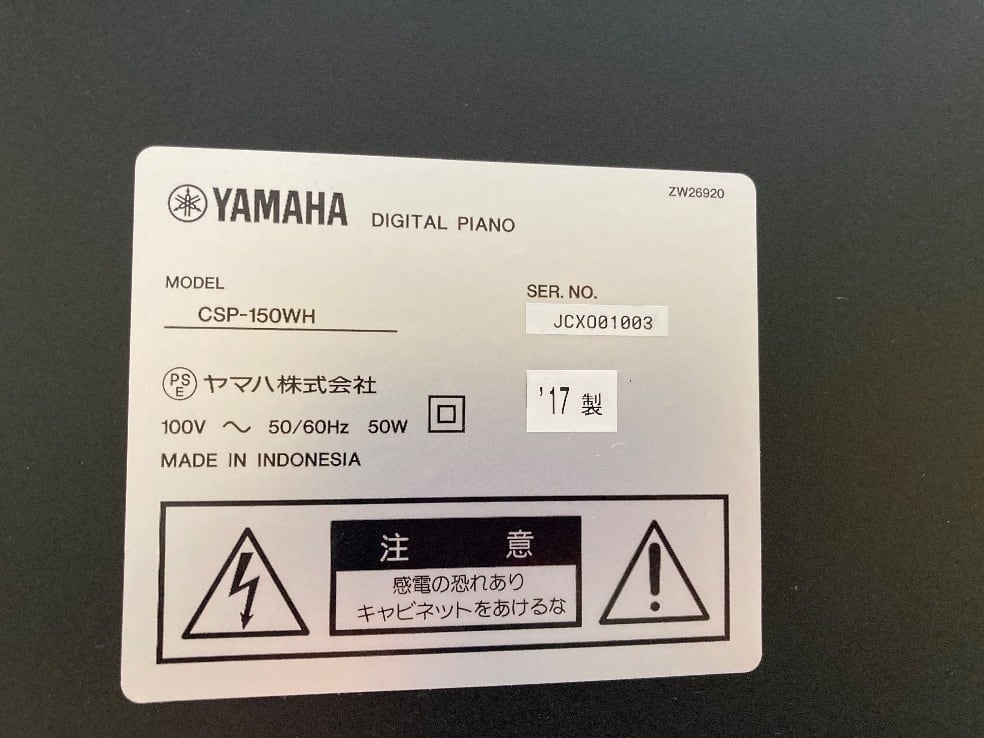 YAMAHA DIGITAL PIANO
ZW26920
MODEL
CSP-150WH
SER. NO.
JCXO01003
PSE ヤマハ株式会社
'17 製
100V 〜 50/60Hz 50W
MADE IN INDONESIA
注 意
感電の恐れあり
キャビネットをあけるな